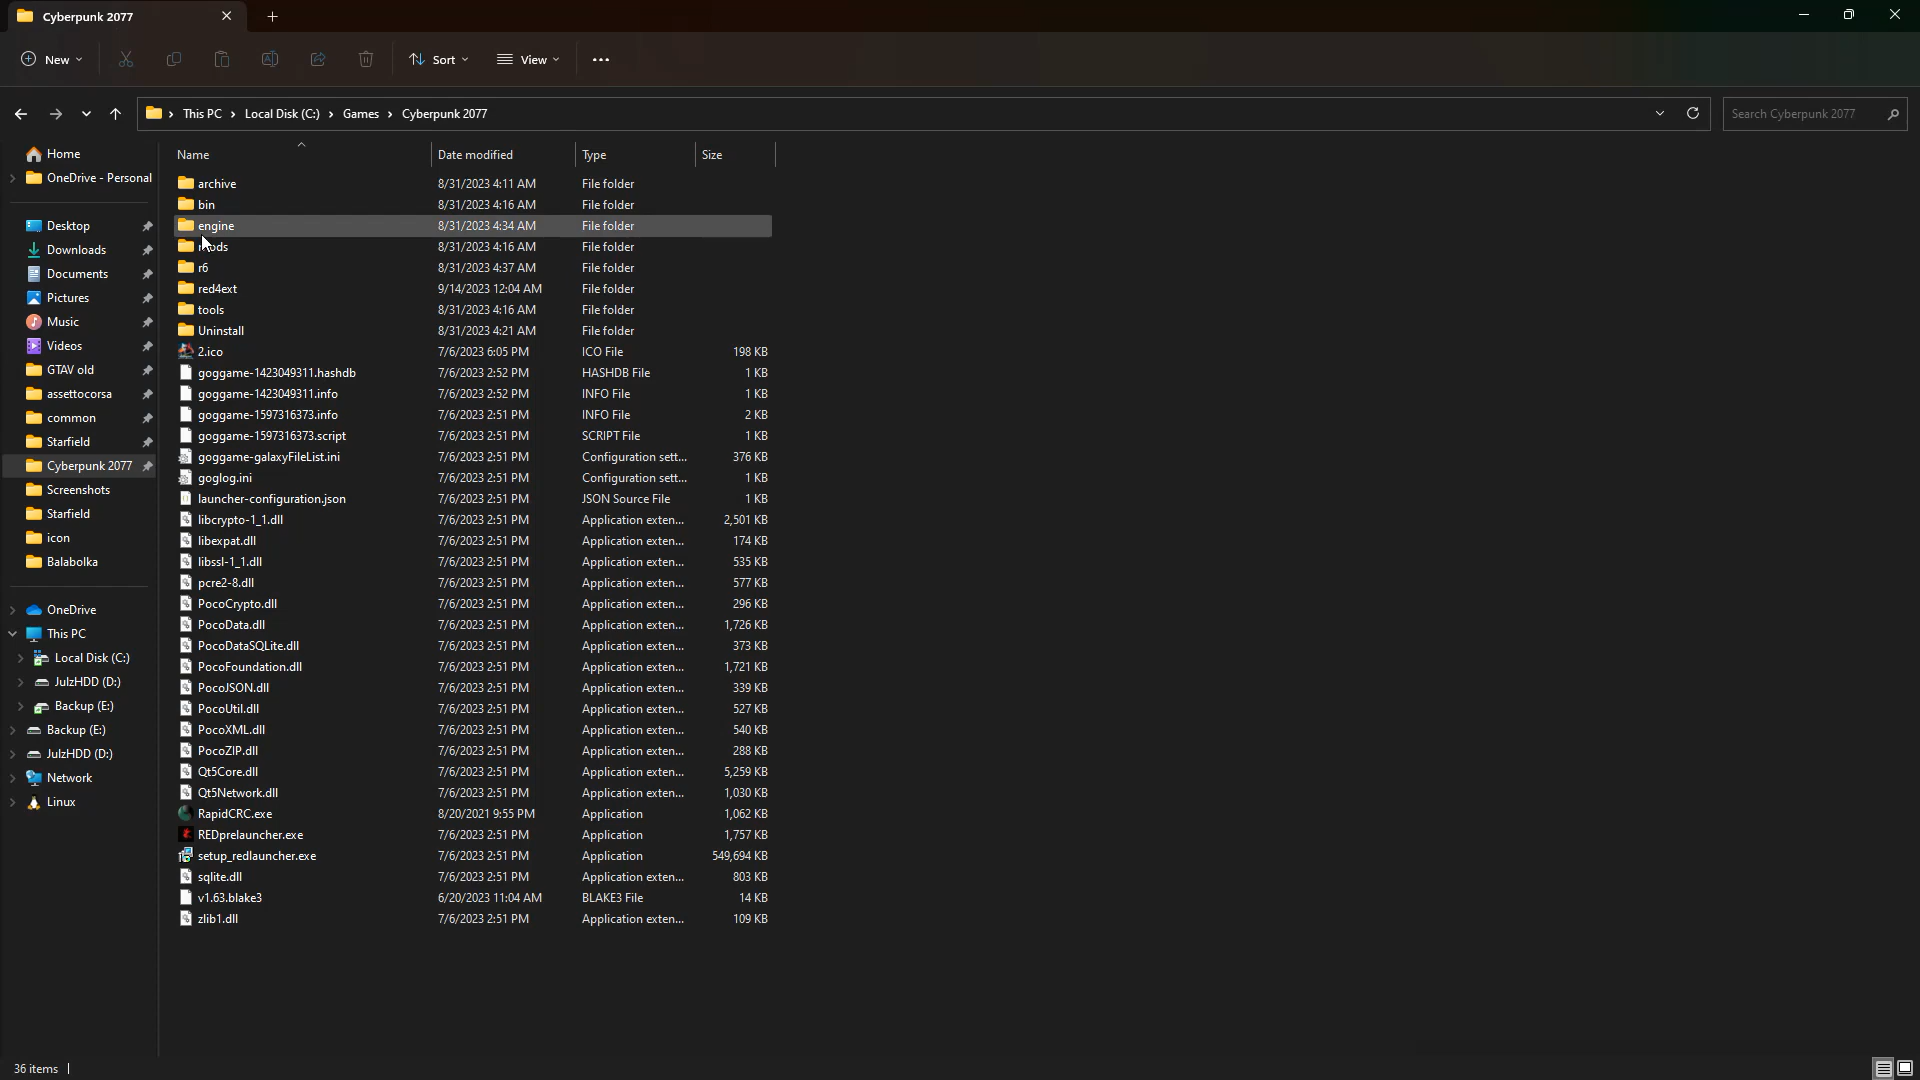 Cyberpunk 2077
New
Sort
View
This PC > Local Disk (C:) > Games > Cyberpunk 2077
Search Cyberpunk 2077
Home
OneDrive - Personal
Desktop
Downloads
Documents
Pictures
Music
Videos
GTAV old
assettocorsa
common
Starfield
Cyberpunk 2077
Screenshots
Starfield
icon
Balabolka
OneDrive
This PC
Local Disk (C:)
JulzHDD (D:)
Backup (E:)
Backup (E:)
JulzHDD (D:)
Network
Linux
Name Date modified Type Size
archive 8/31/2023 4:11 AM File folder
bin 8/31/2023 4:16 AM File folder
engine 8/31/2023 4:34 AM File folder
mods 8/31/2023 4:16 AM File folder
r6 8/31/2023 4:37 AM File folder
red4ext 9/14/2023 12:04 AM File folder
tools 8/31/2023 4:16 AM File folder
Uninstall 8/31/2023 4:21 AM File folder
2.ico 7/6/2023 6:05 PM ICO File 198 KB
goggame-1423049311.hashdb 7/6/2023 2:52 PM HASHDB File 1 KB
goggame-1423049311.info 7/6/2023 2:52 PM INFO File 1 KB
goggame-1597316373.info 7/6/2023 2:51 PM INFO File 2 KB
goggame-1597316373.script 7/6/2023 2:51 PM SCRIPT File 1 KB
goggame-galaxyFileList.ini 7/6/2023 2:51 PM Configuration sett... 376 KB
goglog.ini 7/6/2023 2:51 PM Configuration sett... 1 KB
launcher-configuration.json 7/6/2023 2:51 PM JSON Source File 1 KB
libcrypto-1_1.dll 7/6/2023 2:51 PM Application exten... 2,501 KB
libexpat.dll 7/6/2023 2:51 PM Application exten... 174 KB
libssl-1_1.dll 7/6/2023 2:51 PM Application exten... 535 KB
pcre2-8.dll 7/6/2023 2:51 PM Application exten... 577 KB
PocoCrypto.dll 7/6/2023 2:51 PM Application exten... 296 KB
PocoData.dll 7/6/2023 2:51 PM Application exten... 1,726 KB
PocoDataSQLite.dll 7/6/2023 2:51 PM Application exten... 373 KB
PocoFoundation.dll 7/6/2023 2:51 PM Application exten... 1,721 KB
PocoJSON.dll 7/6/2023 2:51 PM Application exten... 339 KB
PocoUtil.dll 7/6/2023 2:51 PM Application exten... 527 KB
PocoXML.dll 7/6/2023 2:51 PM Application exten... 540 KB
PocoZIP.dll 7/6/2023 2:51 PM Application exten... 288 KB
Qt5Core.dll 7/6/2023 2:51 PM Application exten... 5,259 KB
Qt5Network.dll 7/6/2023 2:51 PM Application exten... 1,030 KB
RapidCRC.exe 8/20/2021 9:55 PM Application 1,062 KB
REDprelauncher.exe 7/6/2023 2:51 PM Application 1,757 KB
setup_redlauncher.exe 7/6/2023 2:51 PM Application 549,694 KB
sqlite.dll 7/6/2023 2:51 PM Application exten... 803 KB
v1.63.blake3 6/20/2023 11:04 AM BLAKE3 File 14 KB
zlib1.dll 7/6/2023 2:51 PM Application exten... 109 KB
36 items